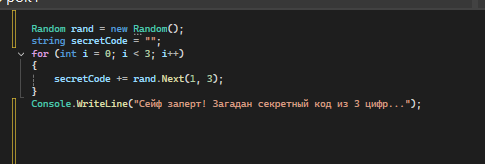 Random rand = new Random();
string secretCode = "";
for (int i = 0; i < 3; i++)
{
    secretCode += rand.Next(1, 3);
}
Console.WriteLine("Сейф заперт! Загадан секретный код из 3 цифр...");